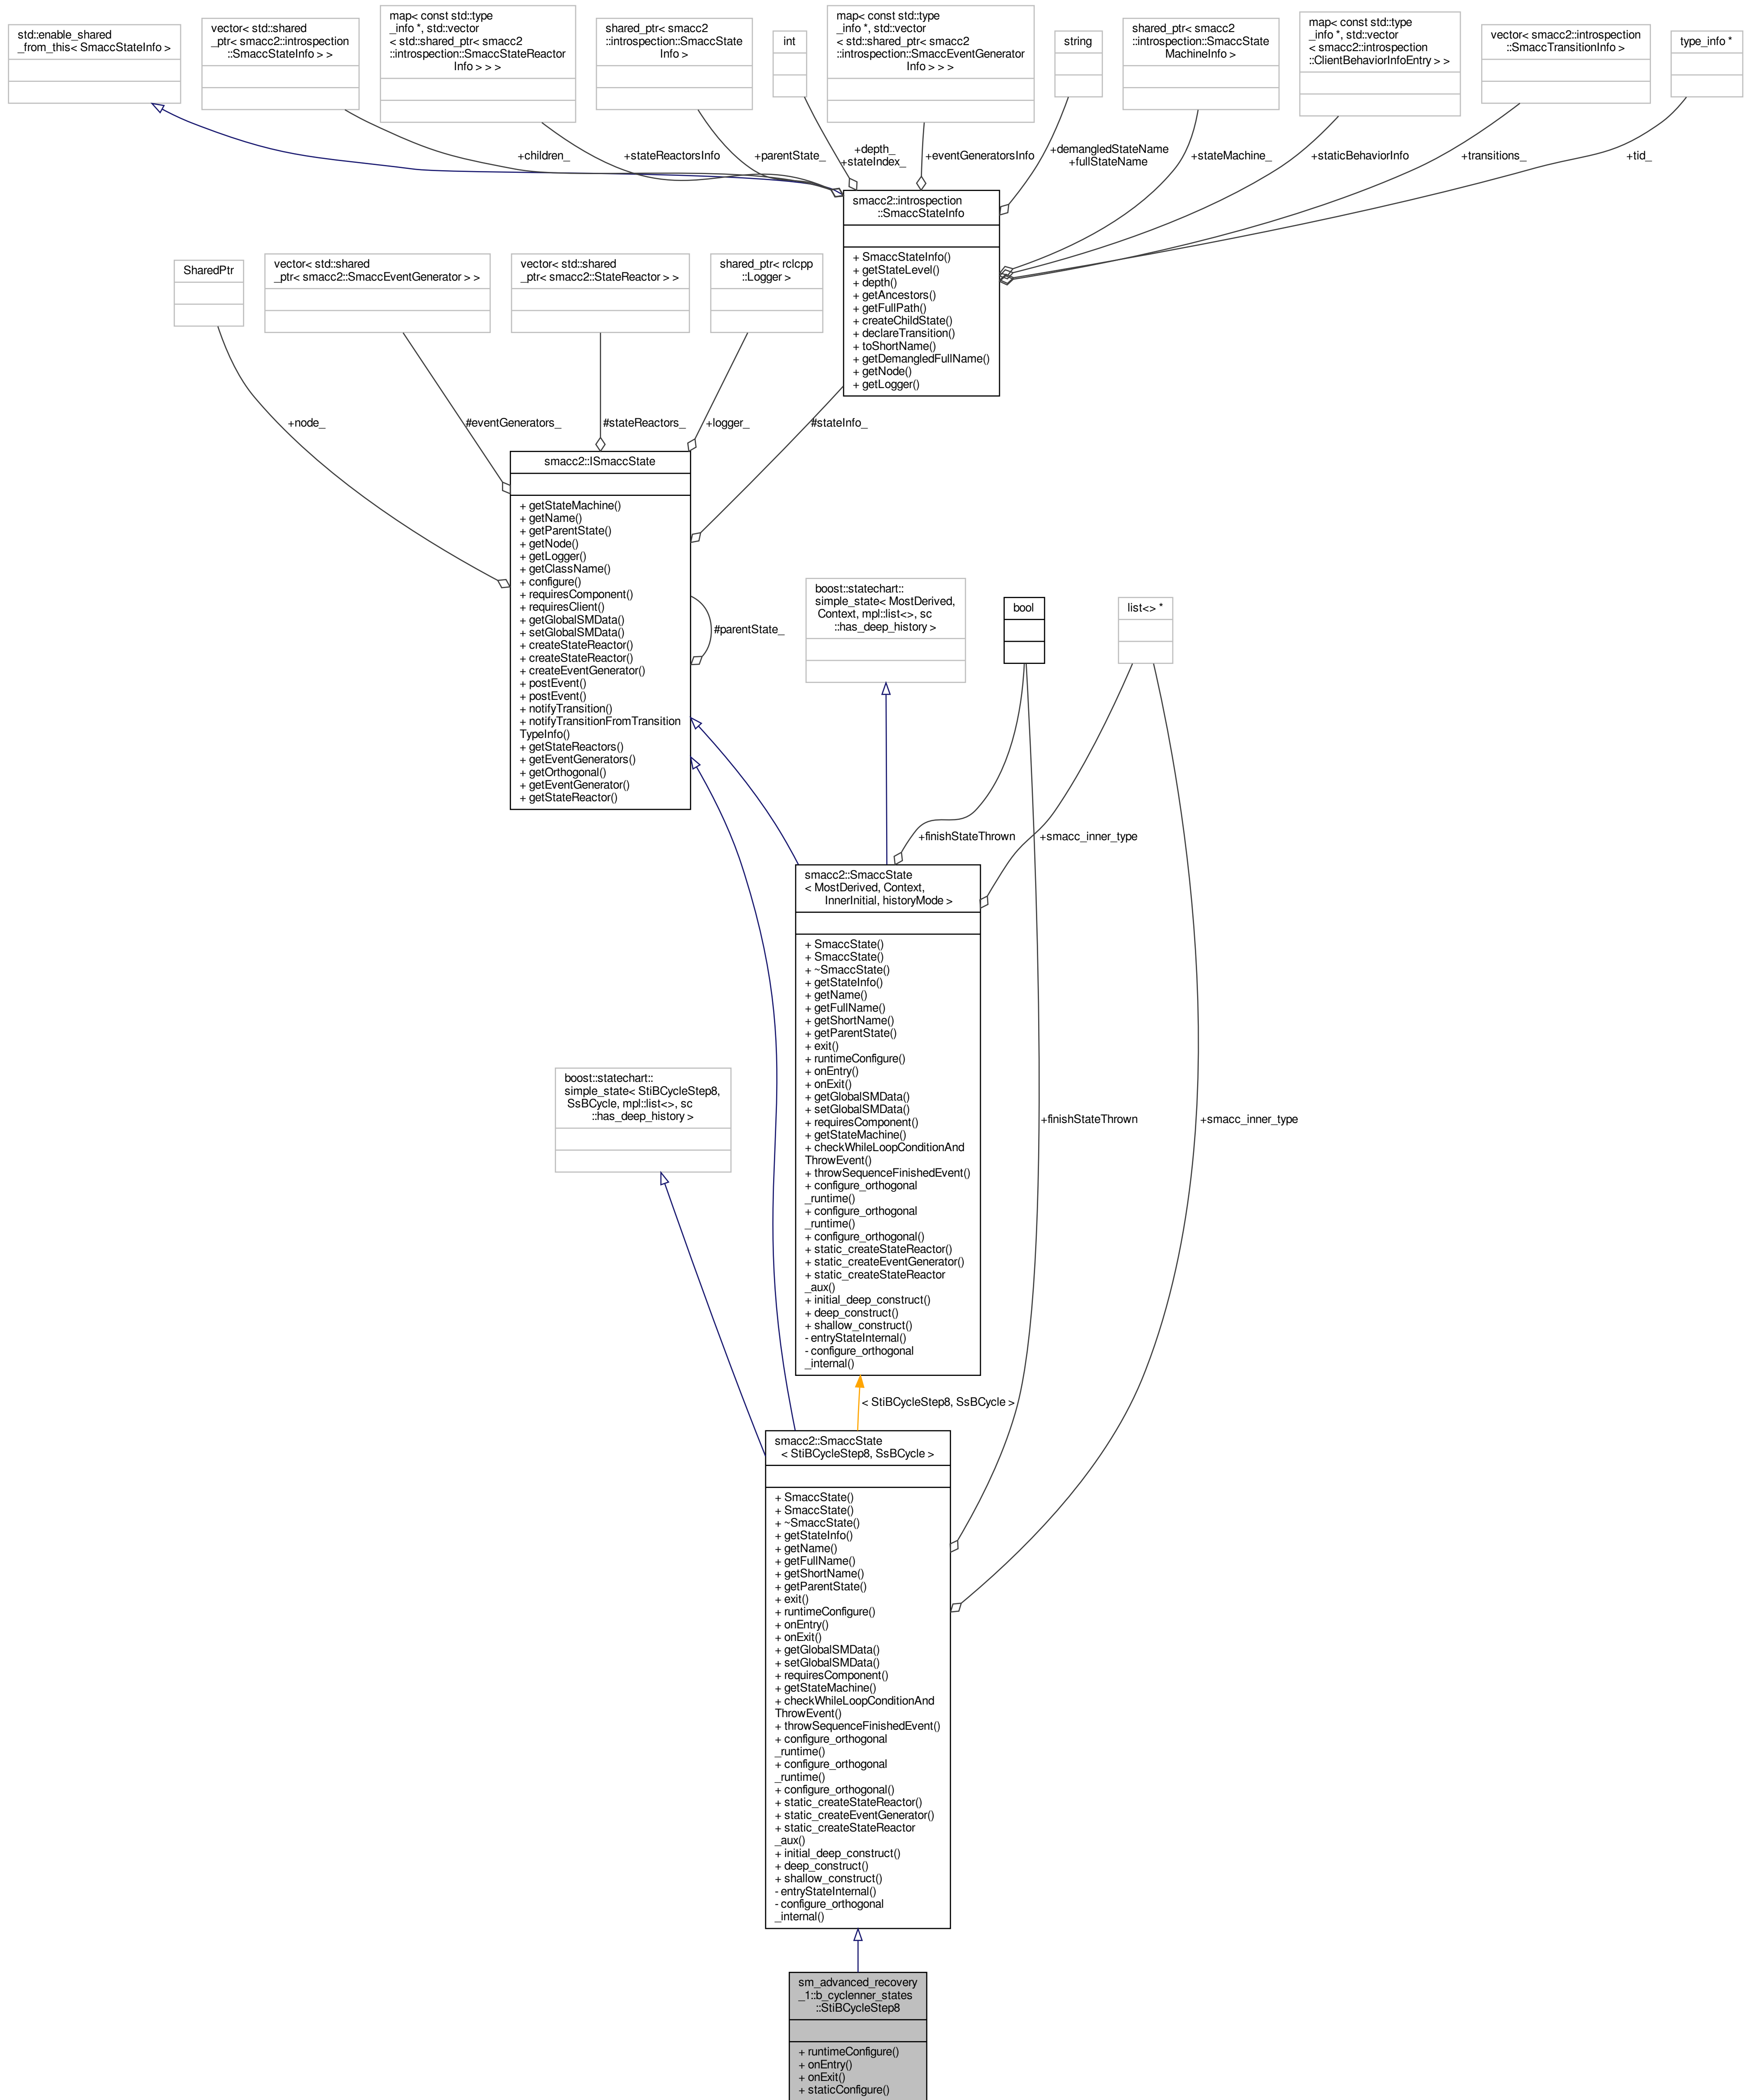 std::enable_shared
_from_this< SmaccStateInfo >
vector< std::shared
_ptr< smacc2::introspection
::SmaccStateInfo > >
map< const std::type
_info *, std::vector
< std::shared_ptr< smacc2
::introspection::SmaccStateReactor
Info > > >
shared_ptr< smacc2
::introspection::SmaccState
Info >
int
map< const std::type
_info *, std::vector
< std::shared_ptr< smacc2
::introspection::SmaccEventGenerator
Info > > >
string
shared_ptr< smacc2
::introspection::SmaccState
MachineInfo >
map< const std::type
_info *, std::vector
< smacc2::introspection
::ClientBehaviorInfoEntry > >
vector< smacc2::introspection
::SmaccTransitionInfo >
type_info *
+children_
+stateReactorsInfo
+parentState_
+depth_
+stateIndex_
+eventGeneratorsInfo
+demangledStateName
+fullStateName
+stateMachine_
+staticBehaviorInfo
+transitions_
+tid_
smacc2::introspection
::SmaccStateInfo
+ SmaccStateInfo()
+ getStateLevel()
+ depth()
+ getAncestors()
+ getFullPath()
+ createChildState()
+ declareTransition()
+ toShortName()
+ getDemangledFullName()
+ getNode()
+ getLogger()
SharedPtr
vector< std::shared
_ptr< smacc2::SmaccEventGenerator > >
vector< std::shared
_ptr< smacc2::StateReactor > >
shared_ptr< rclcpp
::Logger >
+node_
#eventGenerators_
#stateReactors_
+logger_
#stateInfo_
smacc2::ISmaccState
+ getStateMachine()
+ getName()
+ getParentState()
+ getNode()
+ getLogger()
+ getClassName()
+ configure()
+ requiresComponent()
+ requiresClient()
+ getGlobalSMData()
+ setGlobalSMData()
+ createStateReactor()
+ createStateReactor()
+ createEventGenerator()
+ postEvent()
+ postEvent()
+ notifyTransition()
+ notifyTransitionFromTransition
TypeInfo()
+ getStateReactors()
+ getEventGenerators()
+ getOrthogonal()
+ getEventGenerator()
+ getStateReactor()
#parentState_
boost::statechart::
simple_state< MostDerived,
Context, mpl::list<>, sc
::has_deep_history >
bool
list<> *
+finishStateThrown
+smacc_inner_type
smacc2::SmaccState
< MostDerived, Context,
InnerInitial, historyMode >
+ SmaccState()
+ SmaccState()
+ ~SmaccState()
+ getStateInfo()
+ getName()
+ getFullName()
+ getShortName()
+ getParentState()
+ exit()
+ runtimeConfigure()
+ onEntry()
+ onExit()
+ getGlobalSMData()
+ setGlobalSMData()
+ requiresComponent()
+ getStateMachine()
+ checkWhileLoopConditionAnd
ThrowEvent()
+ throwSequenceFinishedEvent()
+ configure_orthogonal
_runtime()
+ configure_orthogonal
_runtime()
+ configure_orthogonal()
+ static_createStateReactor()
+ static_createEventGenerator()
+ static_createStateReactor
_aux()
+ initial_deep_construct()
+ deep_construct()
+ shallow_construct()
- entryStateInternal()
- configure_orthogonal
_internal()
boost::statechart::
simple_state< StiBCycleStep8,
SsBCycle, mpl::list<>, sc
::has_deep_history >
+finishStateThrown
+smacc_inner_type
< StiBCycleStep8, SsBCycle >
smacc2::SmaccState
< StiBCycleStep8, SsBCycle >
+ SmaccState()
+ SmaccState()
+ ~SmaccState()
+ getStateInfo()
+ getName()
+ getFullName()
+ getShortName()
+ getParentState()
+ exit()
+ runtimeConfigure()
+ onEntry()
+ onExit()
+ getGlobalSMData()
+ setGlobalSMData()
+ requiresComponent()
+ getStateMachine()
+ checkWhileLoopConditionAnd
ThrowEvent()
+ throwSequenceFinishedEvent()
+ configure_orthogonal
_runtime()
+ configure_orthogonal
_runtime()
+ configure_orthogonal()
+ static_createStateReactor()
+ static_createEventGenerator()
+ static_createStateReactor
_aux()
+ initial_deep_construct()
+ deep_construct()
+ shallow_construct()
- entryStateInternal()
- configure_orthogonal
_internal()
sm_advanced_recovery
_1::b_cyclenner_states
::StiBCycleStep8
+ runtimeConfigure()
+ onEntry()
+ onExit()
+ staticConfigure()